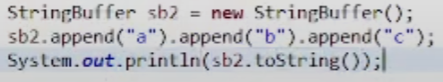 StringBuffer sb2 = new StringBuffer();
sb2.append("a").append("b").append("c");
System.out.println(sb2.toString());